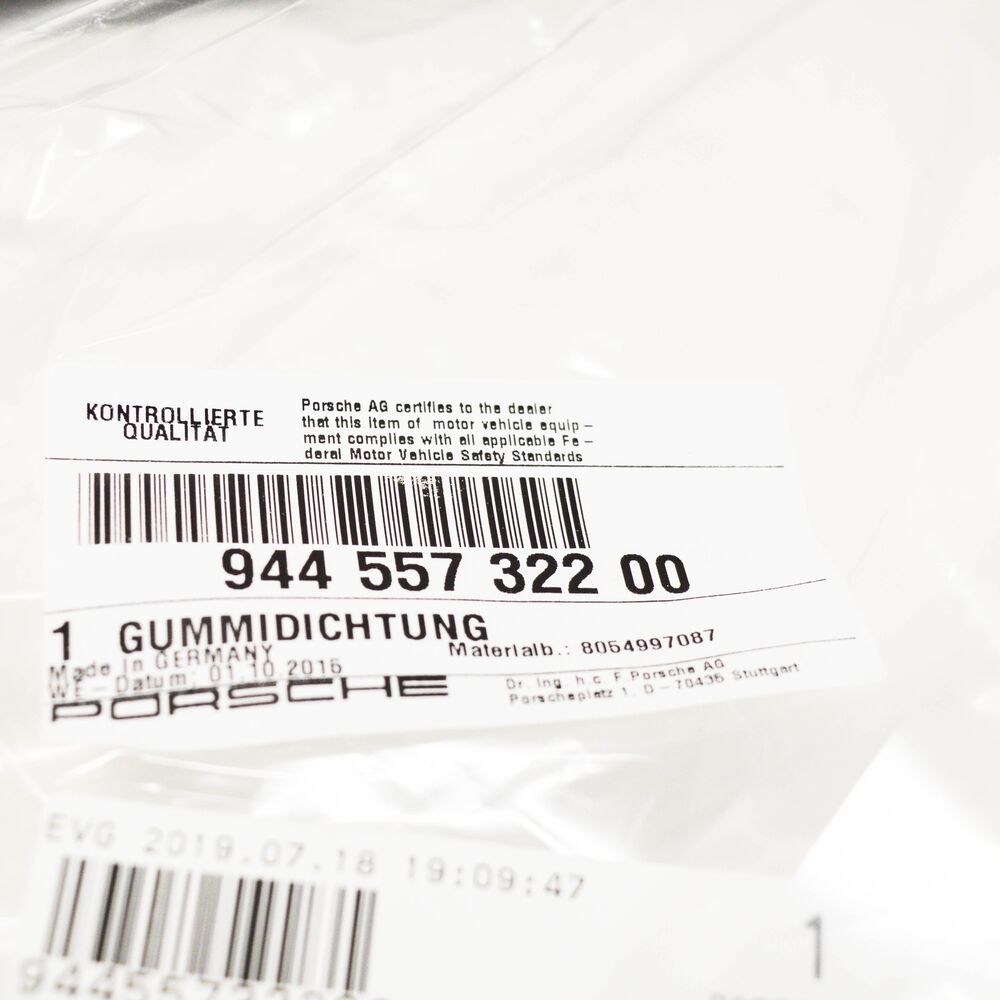 KONTROLLIERTE
QUALITÄT
Porsche AG certifies to the dealer
that this item of motor vehicle equip-
ment complies with all applicable Fe-
deral Motor Vehicle Safety Standards
944 557 322 00
1 GUMMIDICHTUNG
Materialb.: 8054997087
Made in GERMANY
WE-Datum: 01.10.2016
PORSCHE
Dr. Ing. h.c. F. Porsche AG
Porscheplatz 1, D-70435 Stuttgart
EVG 2019.07.18 19:09:47
1